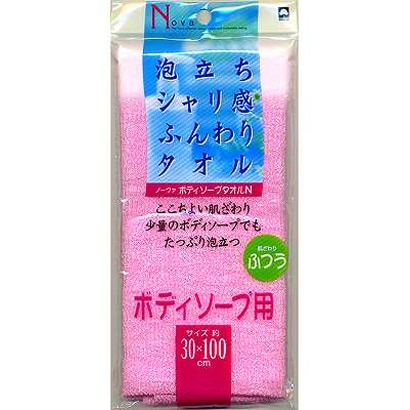 Nova
泡立ち
シャリ感
ふんわり
タオル
ノーヴァ ボディソープタオルN
ここちよい肌ざわり
少量のボディソープでも
たっぷり泡立つ
肌ざわり
ふつう
ボディソープ用
サイズ 約
30×100
cm